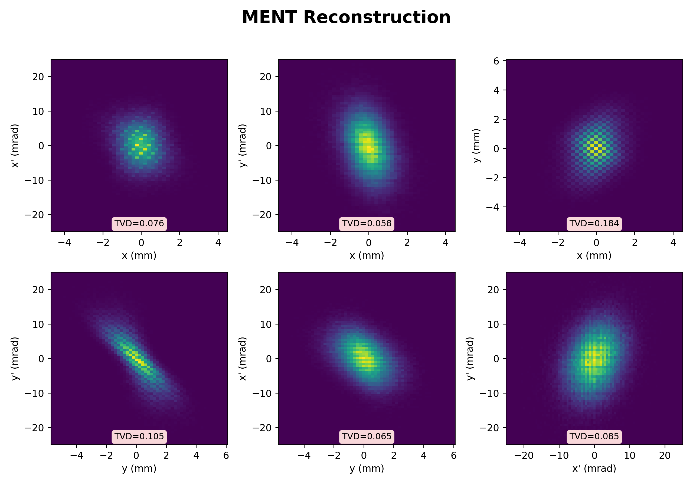 MENT Reconstruction
20
10
0
−10
−20
x' (mrad)
TVD=0.076
−4 −2 0 2 4
x (mm)
20
10
0
−10
−20
y' (mrad)
TVD=0.058
−4 −2 0 2 4
x (mm)
6
4
2
0
−2
−4
y (mm)
TVD=0.184
−4 −2 0 2 4
x (mm)
20
10
0
−10
−20
y' (mrad)
TVD=0.105
−4 −2 0 2 4 6
y (mm)
20
10
0
−10
−20
x' (mrad)
TVD=0.065
−4 −2 0 2 4 6
y (mm)
20
10
0
−10
−20
y' (mrad)
TVD=0.085
−20 −10 0 10 20
x' (mrad)